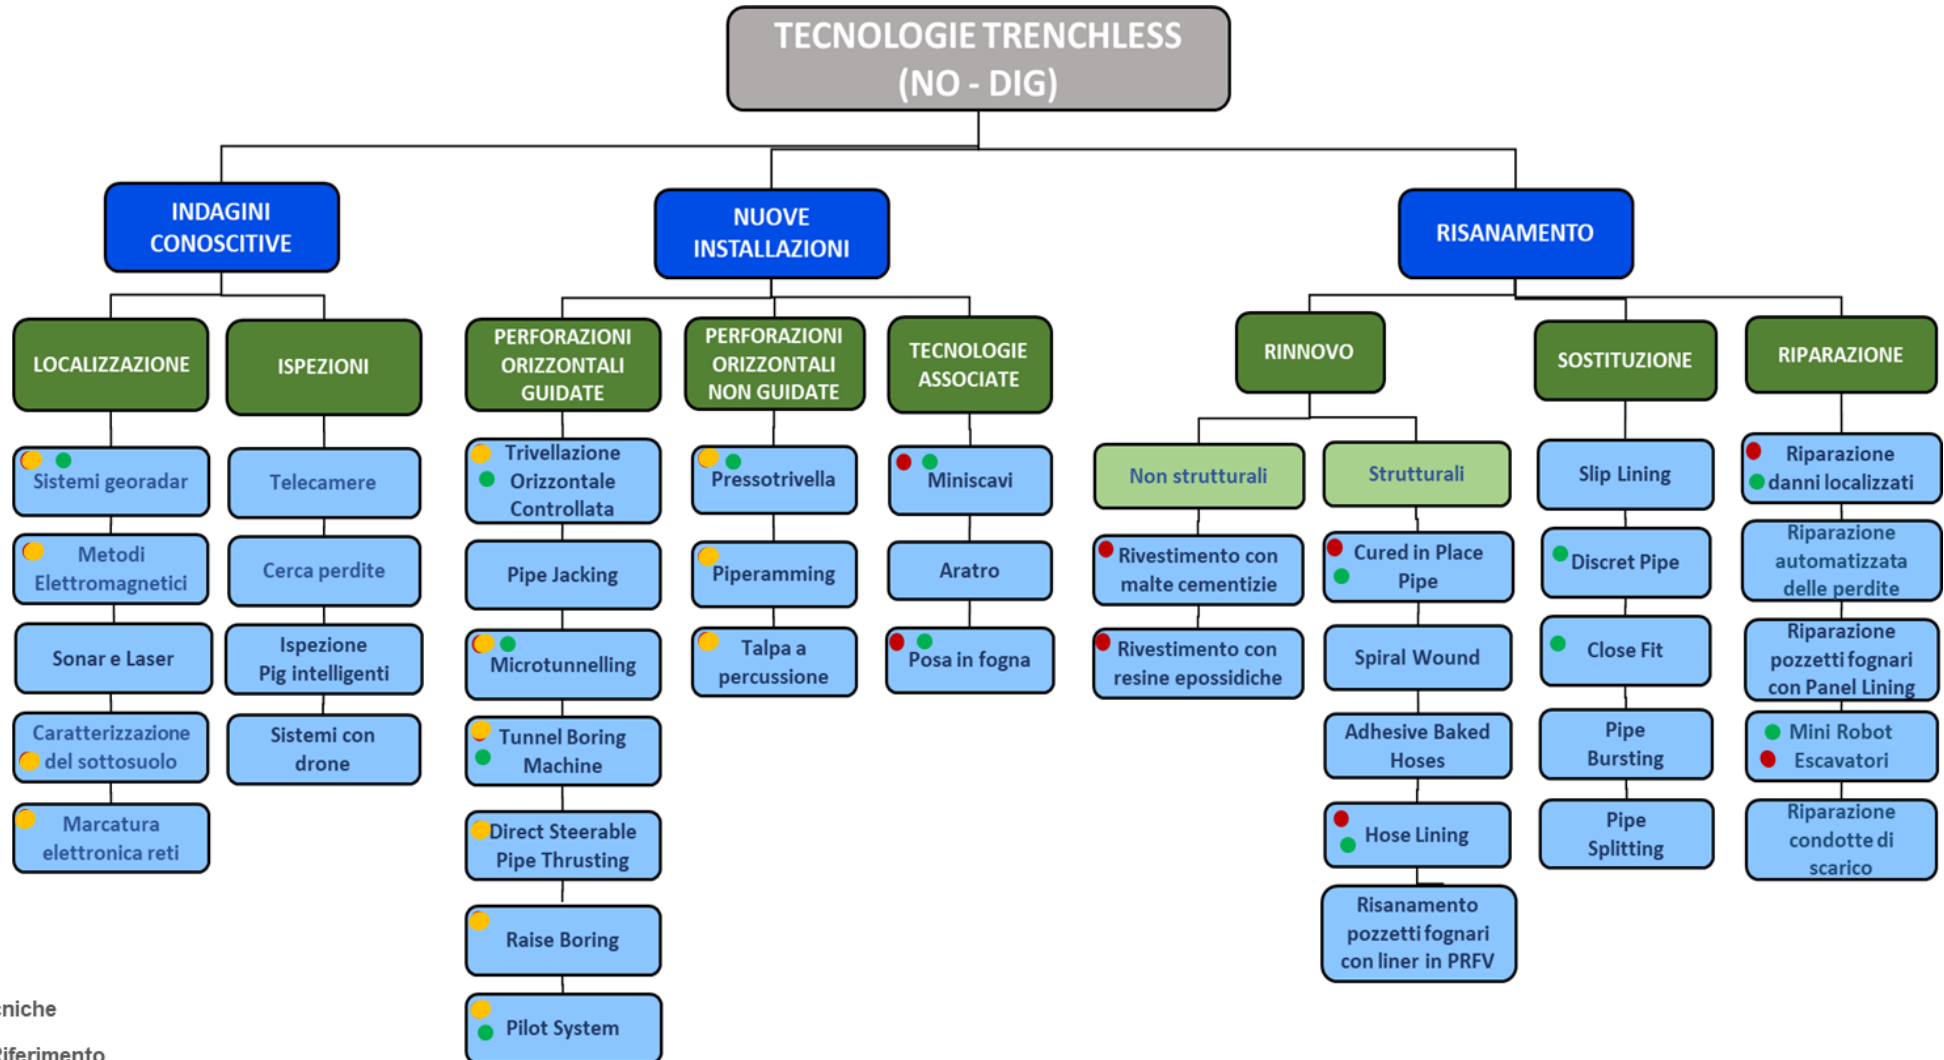 TECNOLOGIE TRENCHLESS
(NO - DIG)
INDAGINI
CONOSCITIVE
NUOVE
INSTALLAZIONI
RISANAMENTO
LOCALIZZAZIONE
ISPEZIONI
PERFORAZIONI
ORIZZONTALI
GUIDATE
PERFORAZIONI
ORIZZONTALI
NON GUIDATE
TECNOLOGIE
ASSOCIATE
RINNOVO
SOSTITUZIONE
RIPARAZIONE
Sistemi georadar
Metodi
Elettromagnetici
Sonar e Laser
Caratterizzazione
del sottosuolo
Marcatura
elettronica reti
Telecamere
Cerca perdite
Ispezione
Pig intelligenti
Sistemi con
drone
Trivellazione
Orizzontale
Controllata
Pipe Jacking
Microtunnelling
Tunnel Boring
Machine
Direct Steerable
Pipe Thrusting
Raise Boring
Pilot System
Pressotrivella
Piperamming
Talpa a
percussione
Miniscavi
Aratro
Posa in fogna
Non strutturali
Rivestimento con
malte cementizie
Rivestimento con
resine epossidiche
Strutturali
Cured in Place
Pipe
Spiral Wound
Adhesive Baked
Hoses
Hose Lining
Risanamento
pozzetti fognari
con liner in PRFV
Slip Lining
Discret Pipe
Close Fit
Pipe
Bursting
Pipe
Splitting
Riparazione
danni localizzati
Riparazione
automatizzata
delle perdite
Riparazione
pozzetti fognari
con Panel Lining
Mini Robot
Escavatori
Riparazione
condotte di
scarico
cniche
Riferimento